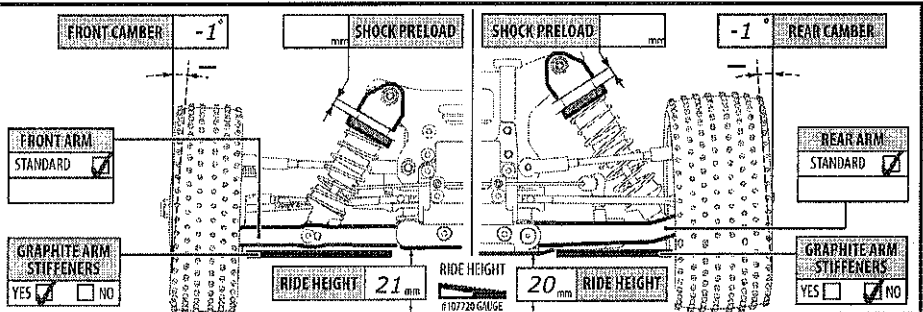 FRONT CAMBER -1°
mm SHOCK PRELOAD
SHOCK PRELOAD mm
-1° REAR CAMBER
FRONT ARM
STANDARD
REAR ARM
STANDARD
GRAPHITE ARM
STIFFENERS
YES NO
RIDE HEIGHT 21 mm
RIDE HEIGHT
#107720 GAUGE
20 mm RIDE HEIGHT
GRAPHITE ARM
STIFFENERS
YES NO